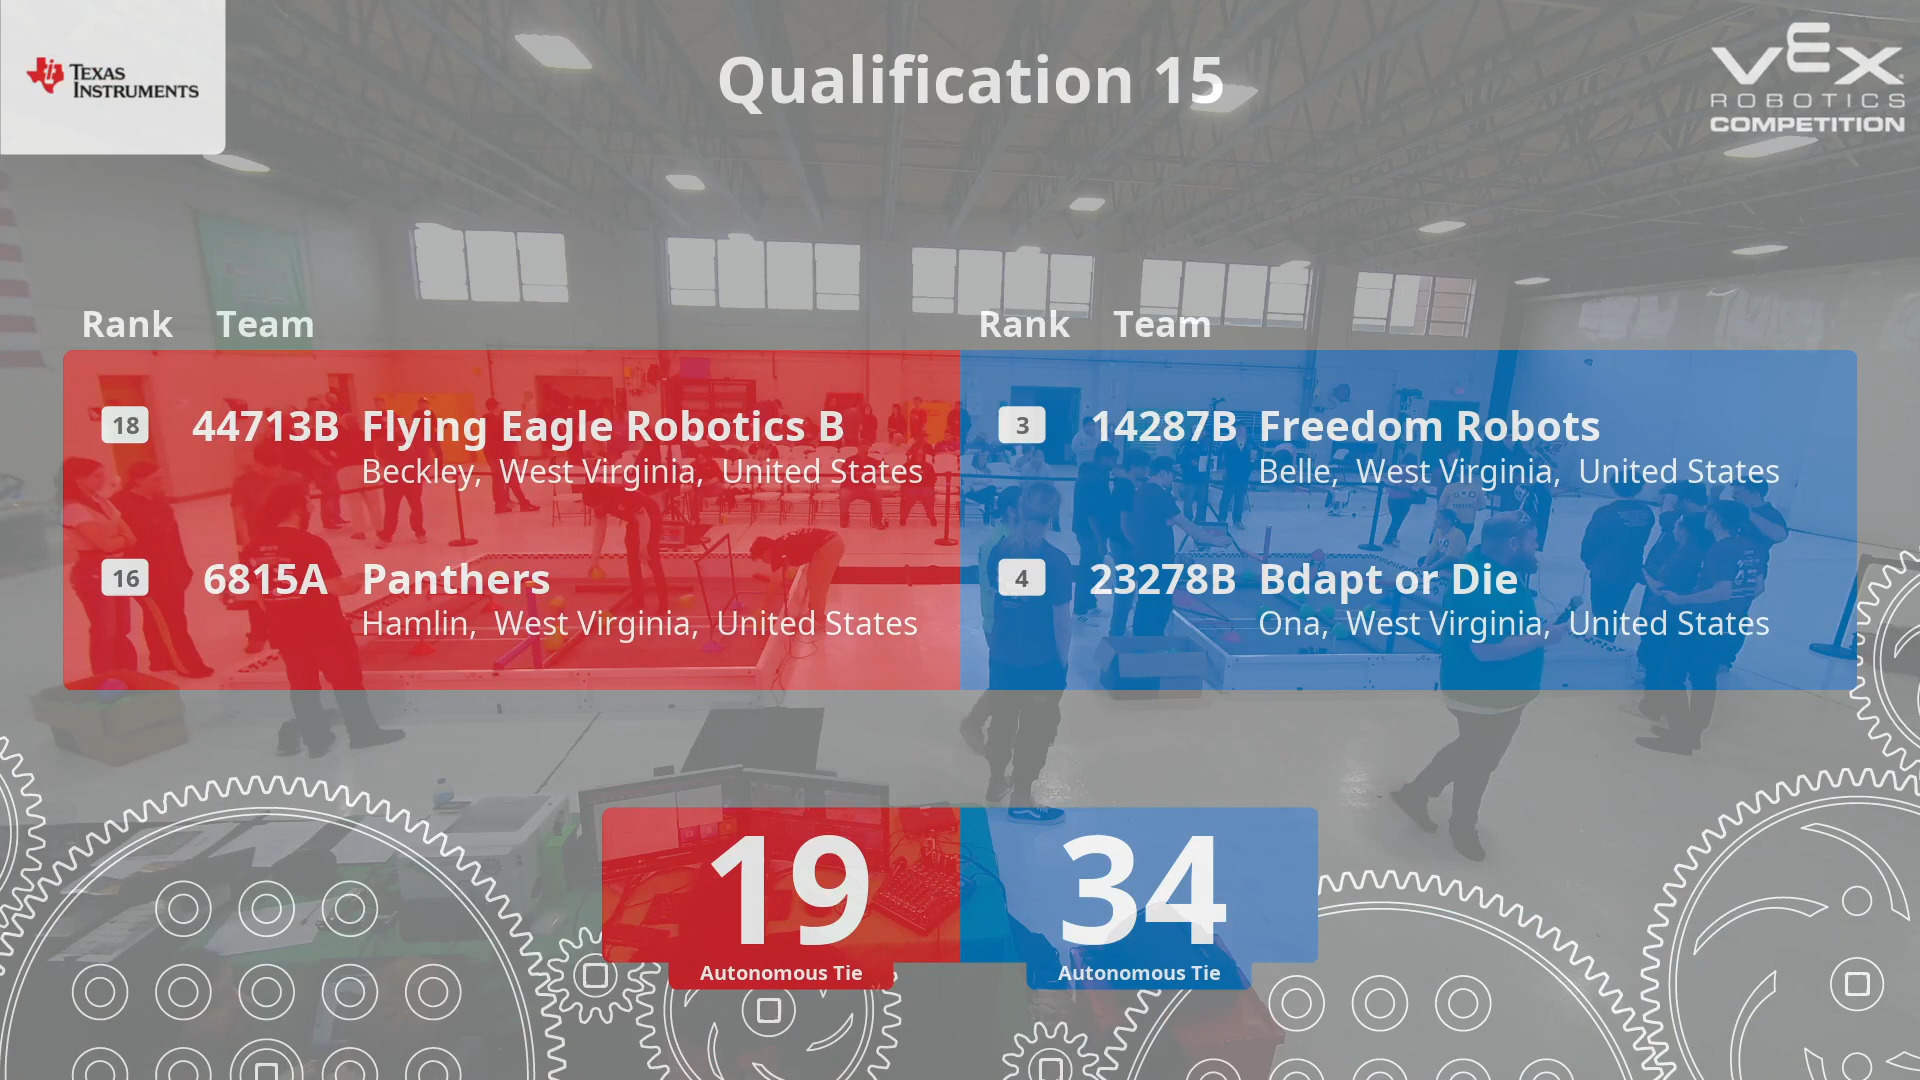 TEXAS
INSTRUMENTS
Qualification 15
VEX
ROBOTICS
COMPETITION
Rank Team
18 44713B Flying Eagle Robotics B
Beckley, West Virginia, United States
16 6815A Panthers
Hamlin, West Virginia, United States
Rank Team
3 14287B Freedom Robots
Belle, West Virginia, United States
4 23278B Bdapt or Die
Ona, West Virginia, United States
19
Autonomous Tie
34
Autonomous Tie